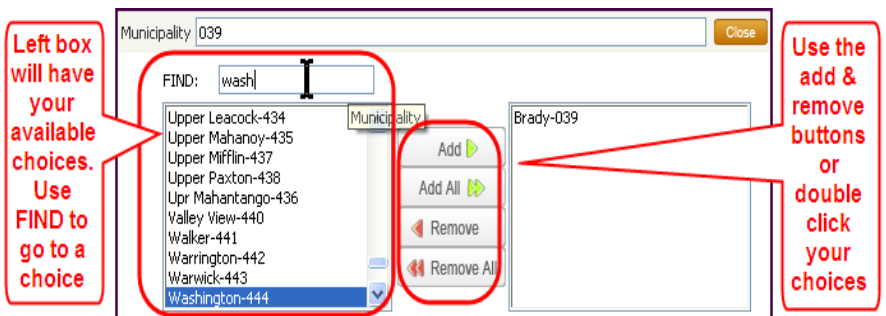 Left box
will have
your
available
choices.
Use
FIND to
go to a
choice
Municipality 039
Close
FIND: wash
Municipality
Upper Leacock-434
Upper Mahanoy-435
Upper Mifflin-437
Upper Paxton-438
Upr Mahantango-436
Valley View-440
Walker-441
Warrington-442
Warwick-443
Washington-444
Add
Add All
Remove
Remove All
Brady-039
Use the
add &
remove
buttons
or
double
click
your
choices